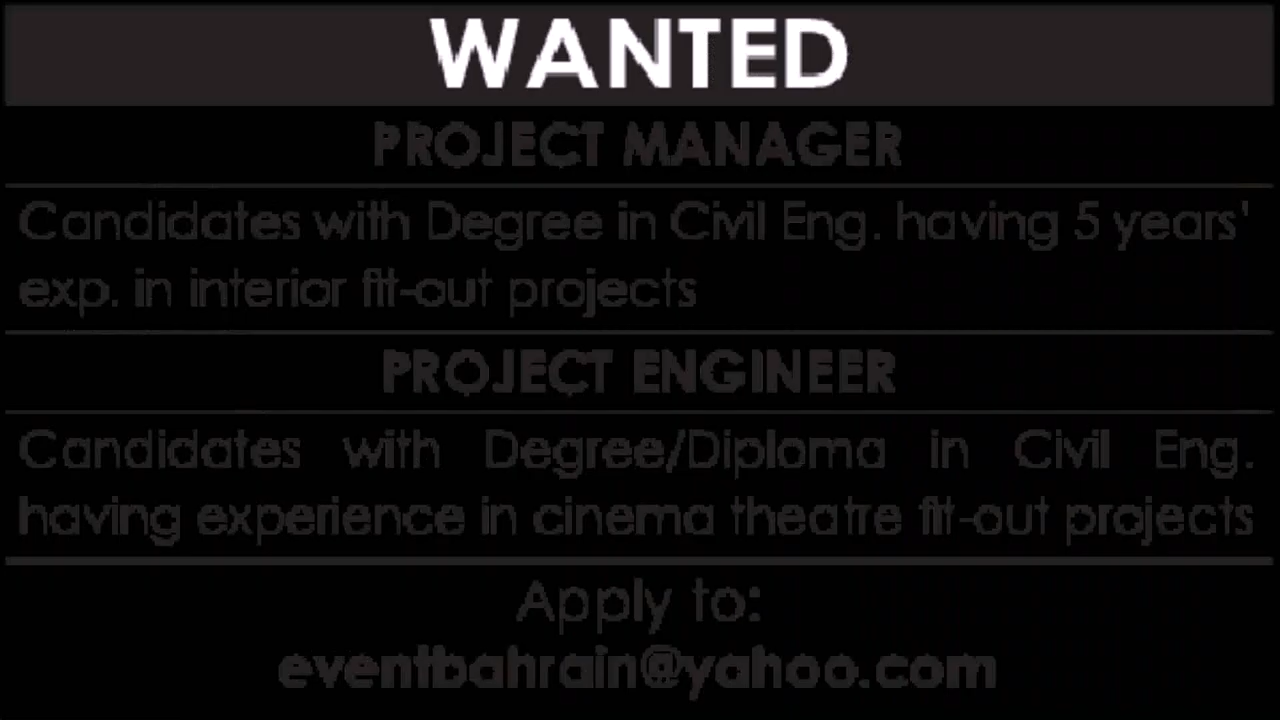 WANTED
PROJECT MANAGER
Candidates with Degree in Civil Eng. having 5 years'
exp. in interior fit-out projects
PROJECT ENGINEER
Candidates with Degree/Diploma in Civil Eng.
having experience in cinema theatre fit-out projects
Apply to:
eventbahrain@yahoo.com